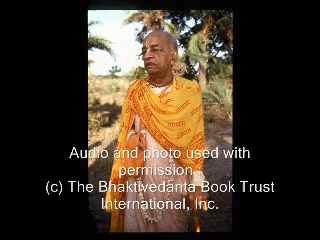 Audio and photo used with
permission.
(c) The Bhaktivedanta Book Trust
International, Inc.